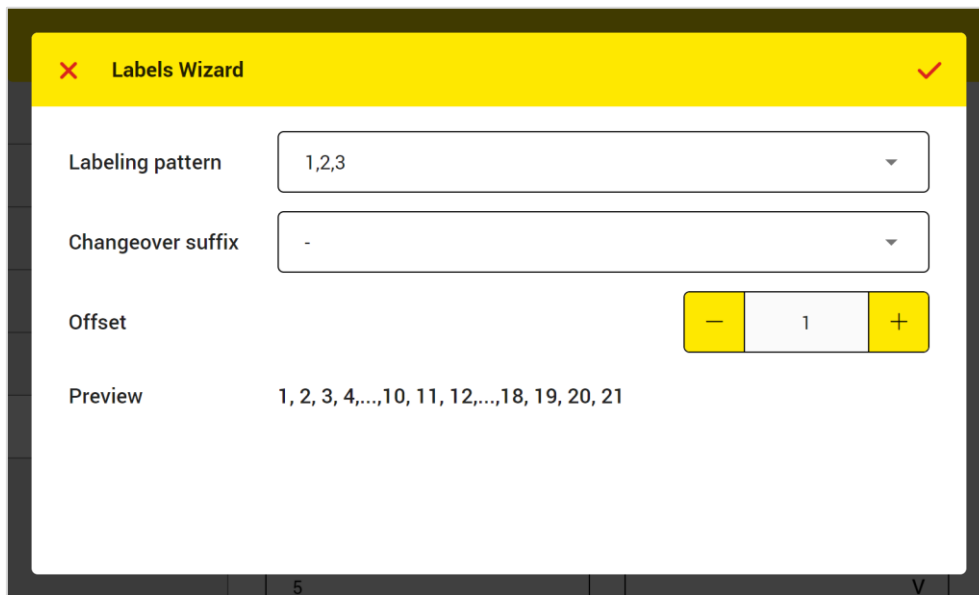 Labels Wizard
Labeling pattern 1,2,3
Changeover suffix -
Offset − 1 +
Preview 1, 2, 3, 4,...,10, 11, 12,...,18, 19, 20, 21
5 V